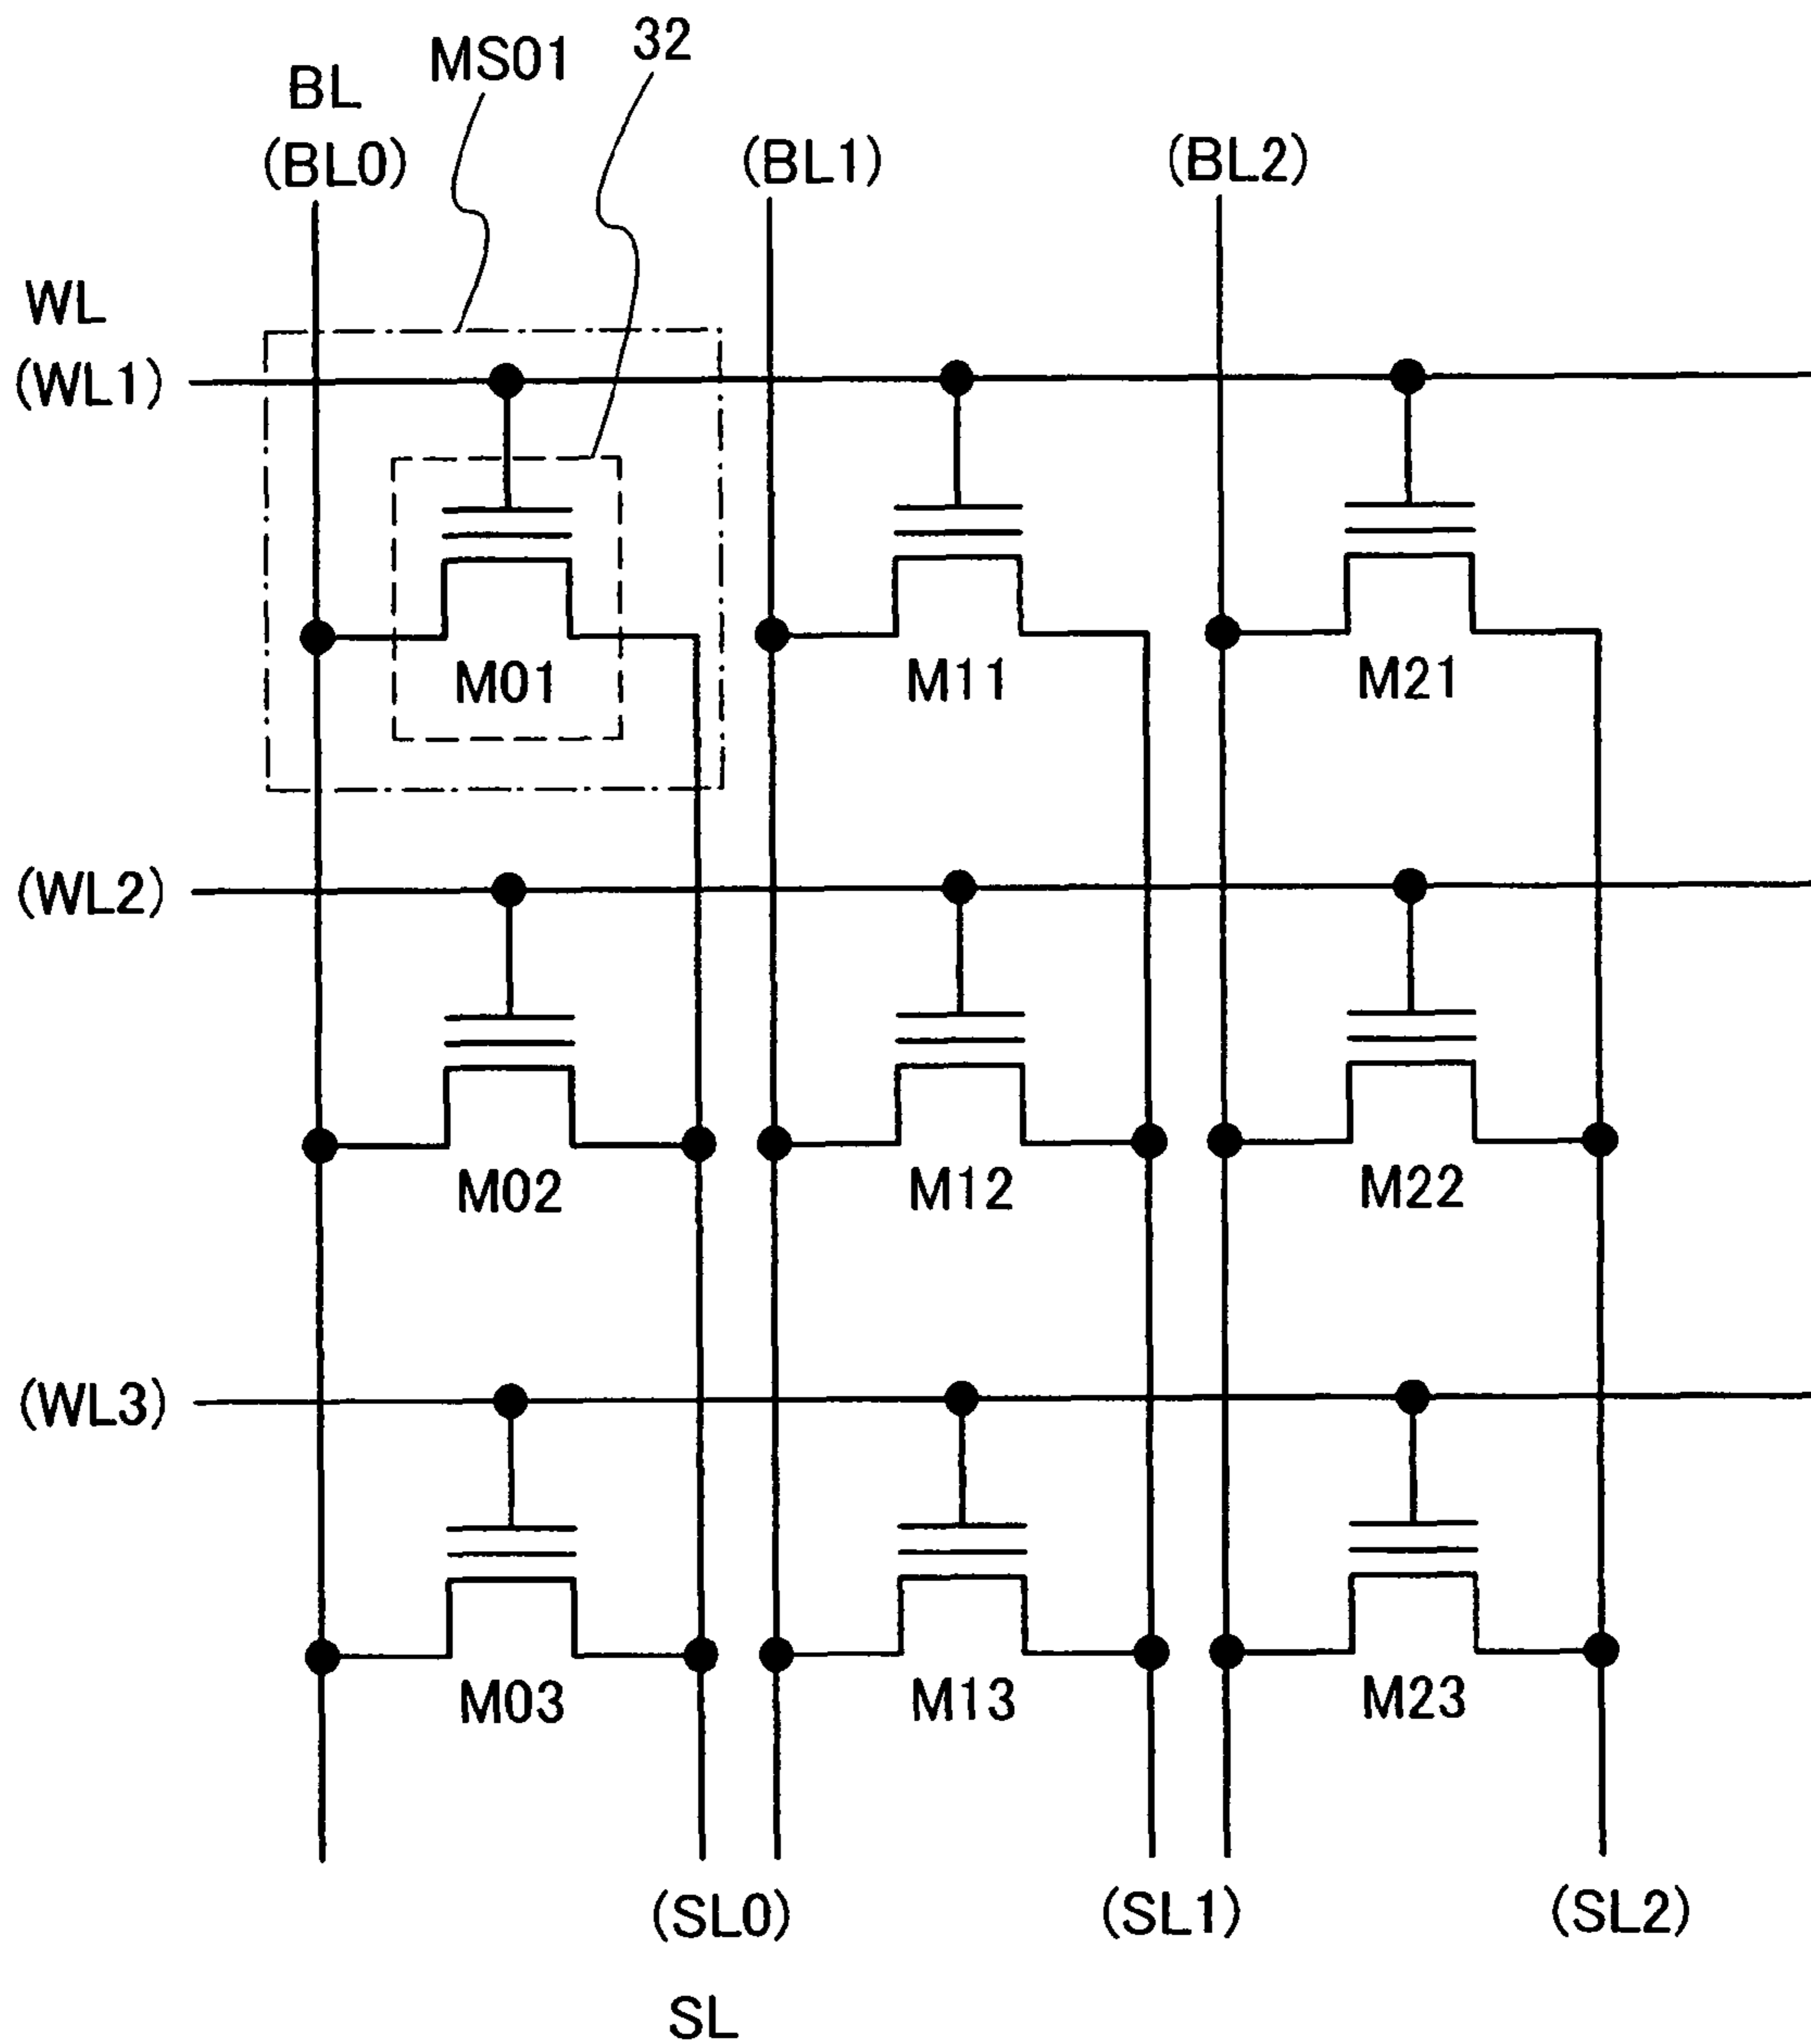 32
MS01
BL
(BL0)
(BL1)
(BL2)
WL
(WL1)
M01
M11
M21
(WL2)
M02
M12
M22
(WL3)
M03
M13
M23
(SL0)
(SL1)
(SL2)
SL